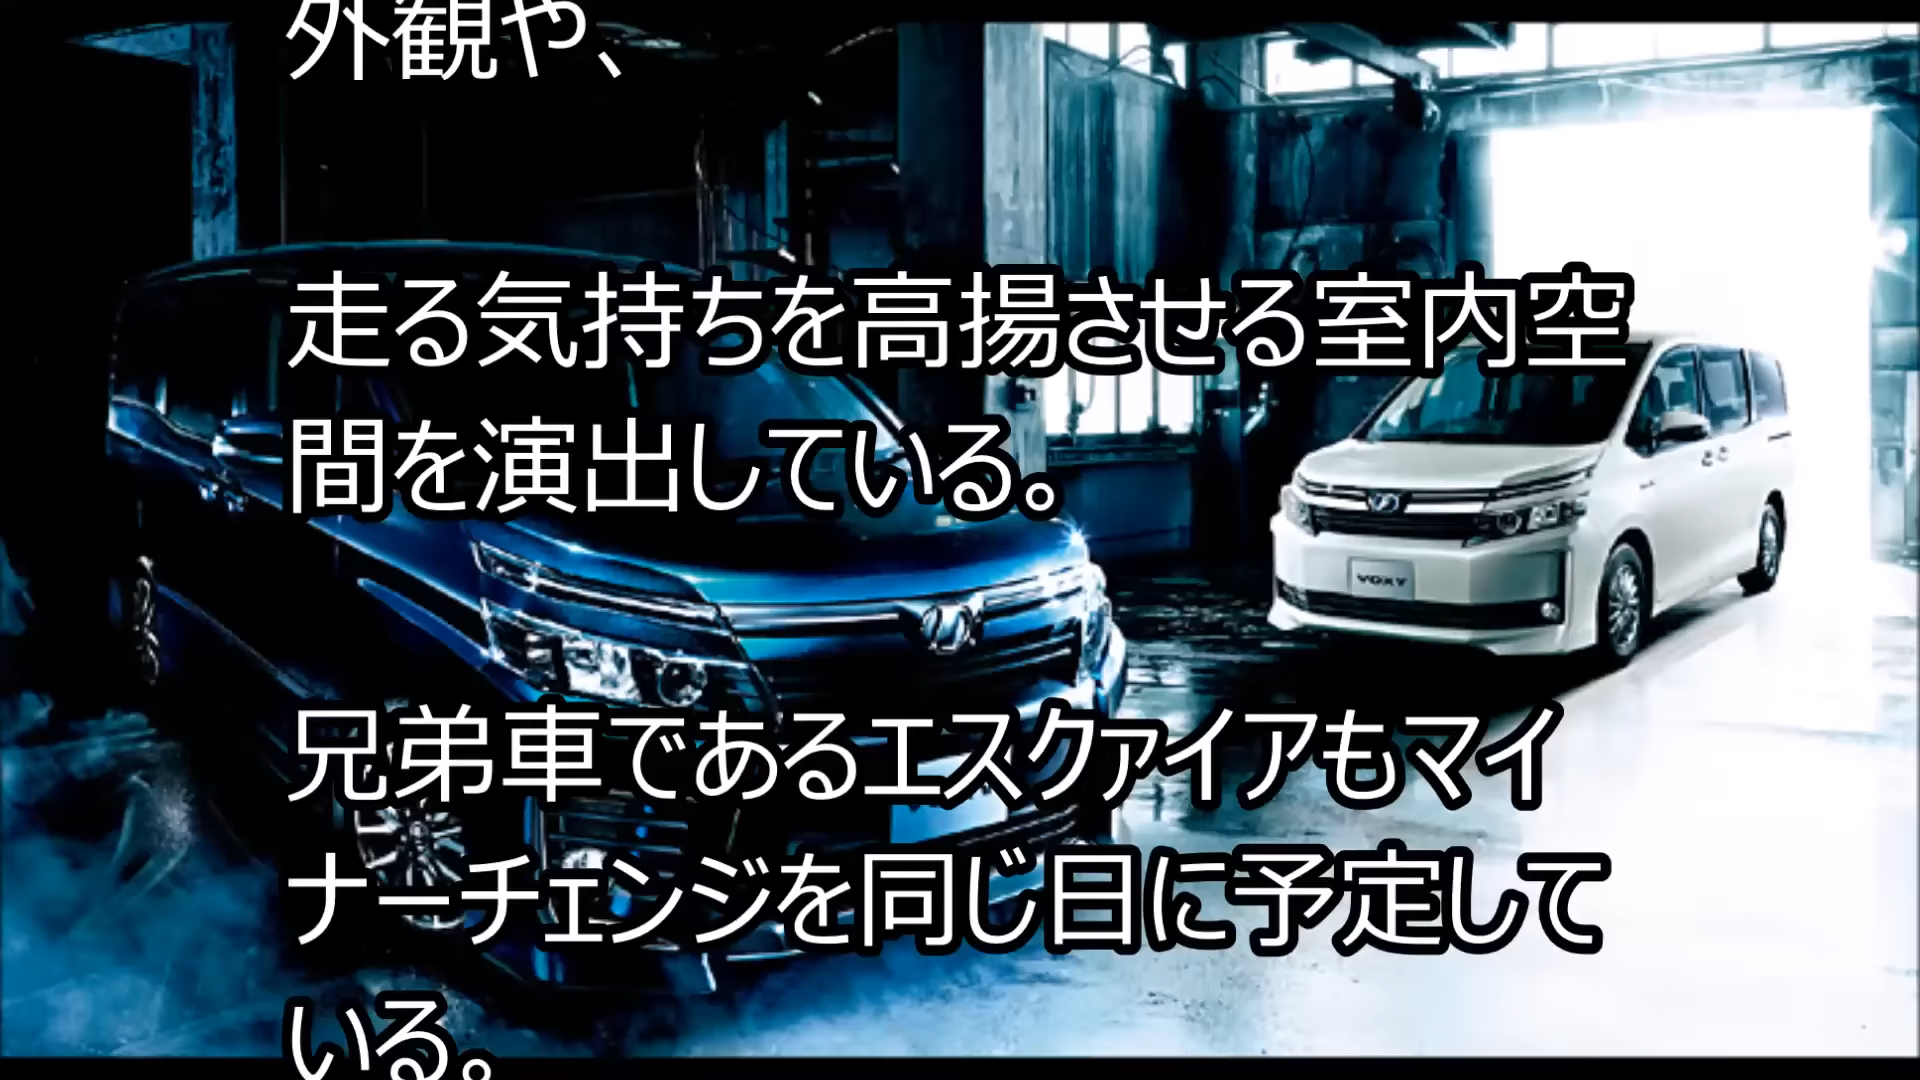 外観や、
走る気持ちを高揚させる室内空
間を演出している。
VOXY
兄弟車であるエスクァイアもマイ
ナーチェンジを同じ日に予定して
いる。